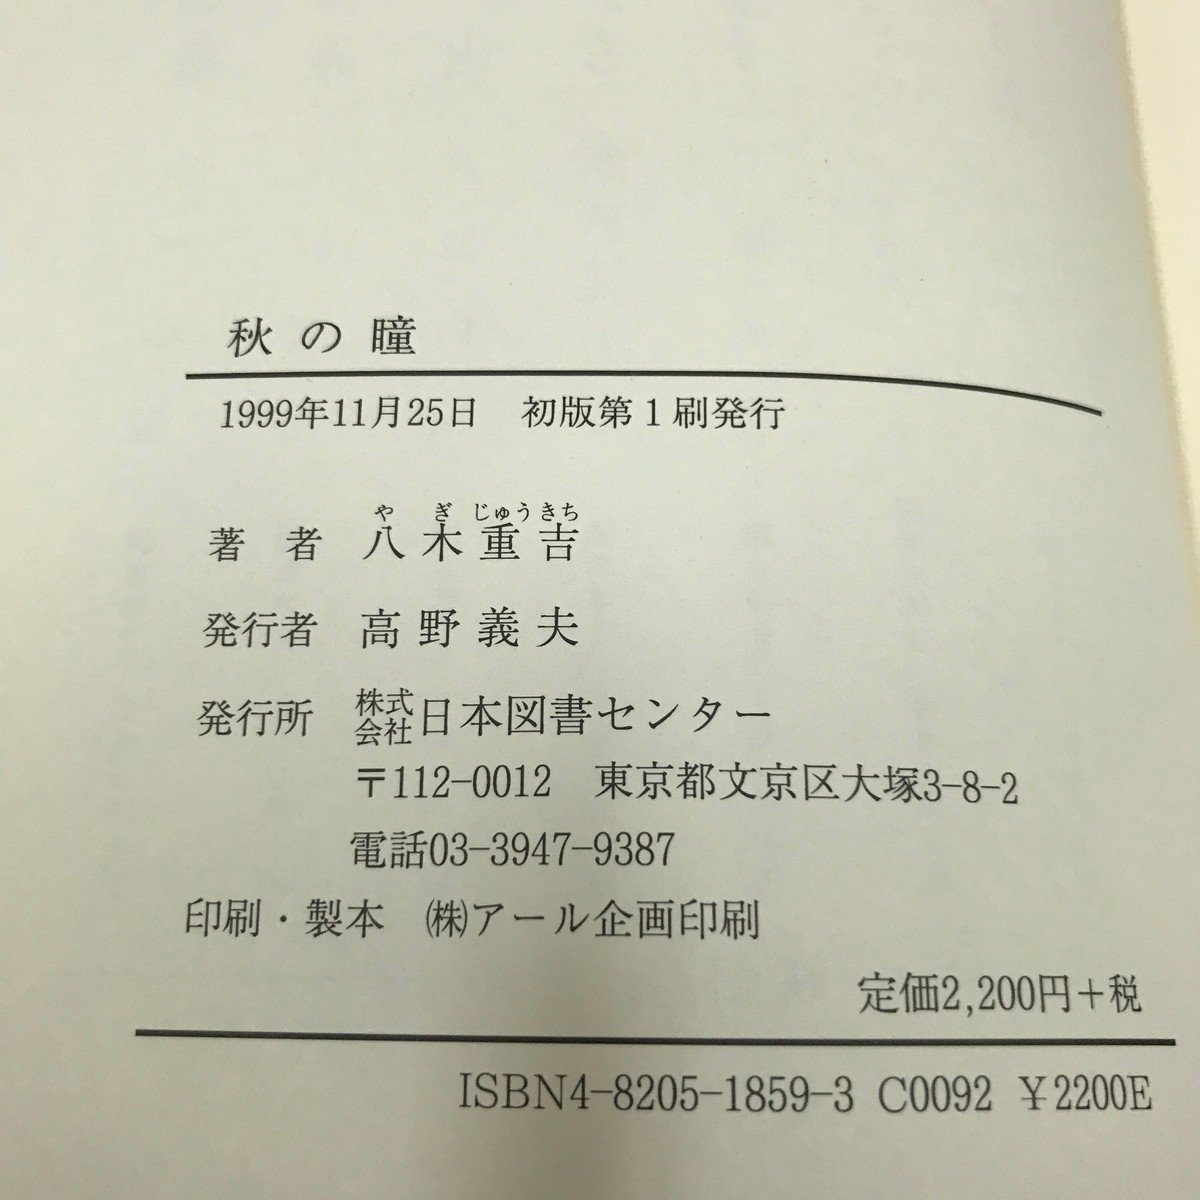 秋の瞳
1999年11月25日　初版第1刷発行
や ぎ じゅう きち
著　者　八木重吉
発行者　高野義夫
発行所　株式会社日本図書センター
〒112-0012　東京都文京区大塚3-8-2
電話03-3947-9387
印刷・製本　㈱アール企画印刷
定価2,200円+税
ISBN4-8205-1859-3 C0092 ¥2200E